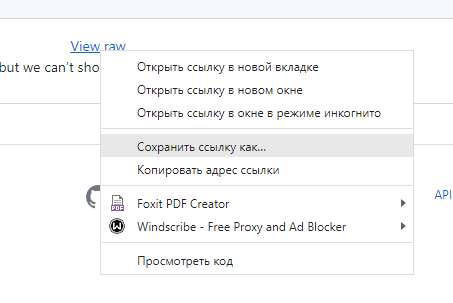 View raw
but we can't sho
Открыть ссылку в новой вкладке
Открыть ссылку в новом окне
Открыть ссылку в окне в режиме инкогнито
Сохранить ссылку как...
Копировать адрес ссылки
API
Foxit PDF Creator
Windscribe - Free Proxy and Ad Blocker
Просмотреть код